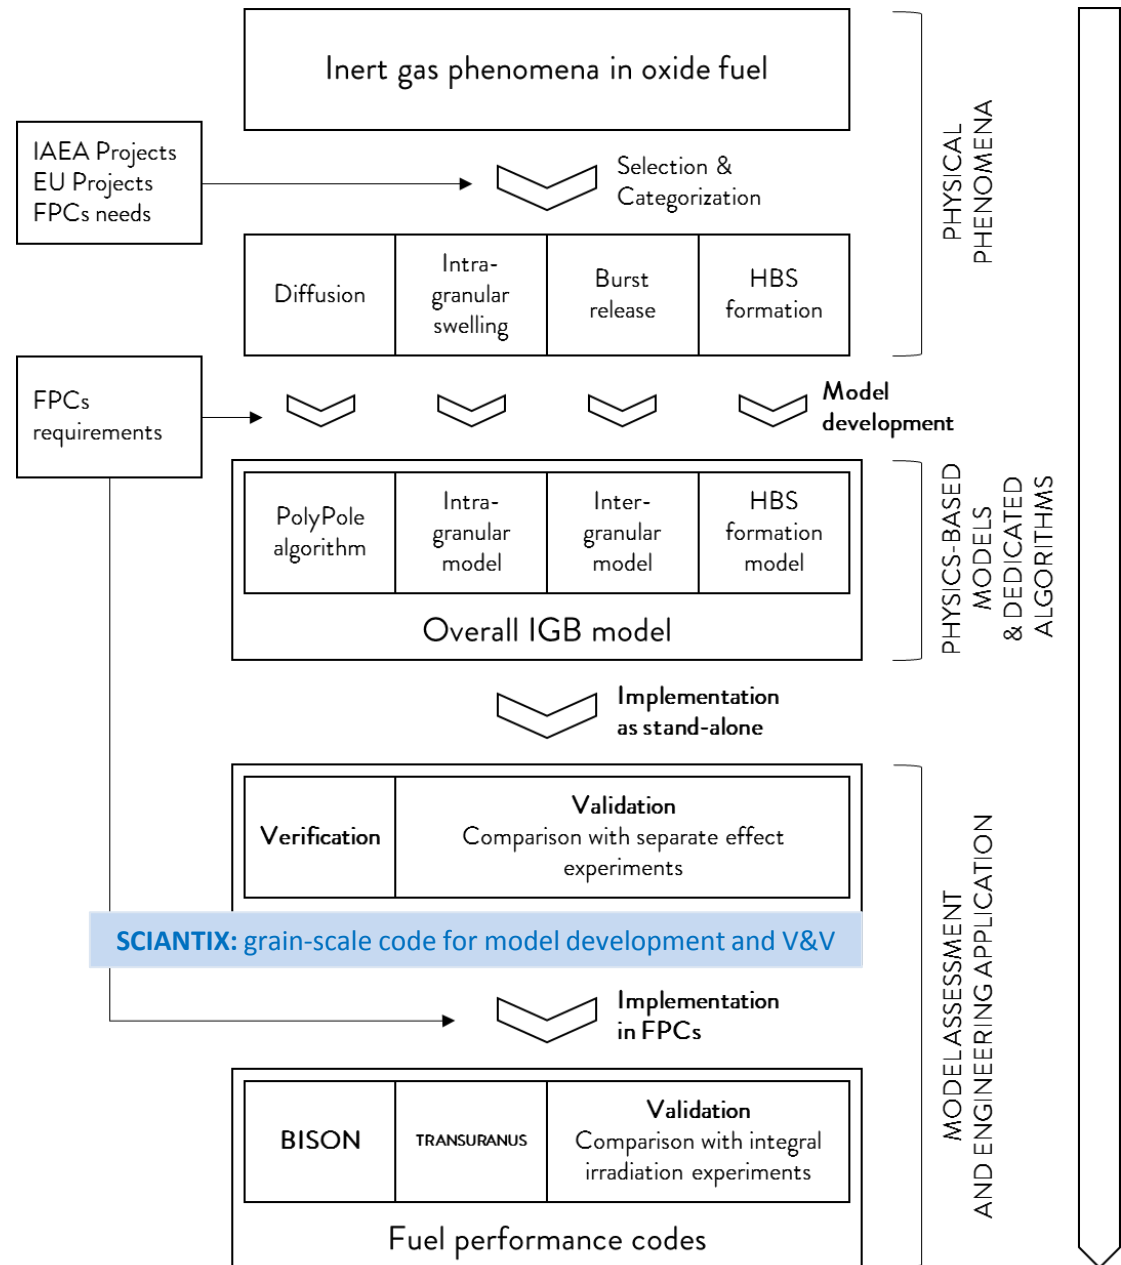 Inert gas phenomena in oxide fuel
IAEA Projects
EU Projects
FPCs needs
Selection &
Categorization
Diffusion
Intra-
granular
swelling
Burst
release
HBS
formation
PHYSICAL
PHENOMENA
FPCs
requirements
Model
development
PolyPole
algorithm
Intra-
granular
model
Inter-
granular
model
HBS
formation
model
Overall IGB model
PHYSICS-BASED
MODELS
& DEDICATED
ALGORITHMS
Implementation
as stand-alone
Verification
Validation
Comparison with separate effect
experiments
SCIANTIX: grain-scale code for model development and V&V
Implementation
in FPCs
BISON
TRANSURANUS
Validation
Comparison with integral
irradiation experiments
Fuel performance codes
MODEL ASSESSMENT
AND ENGINEERING APPLICATION